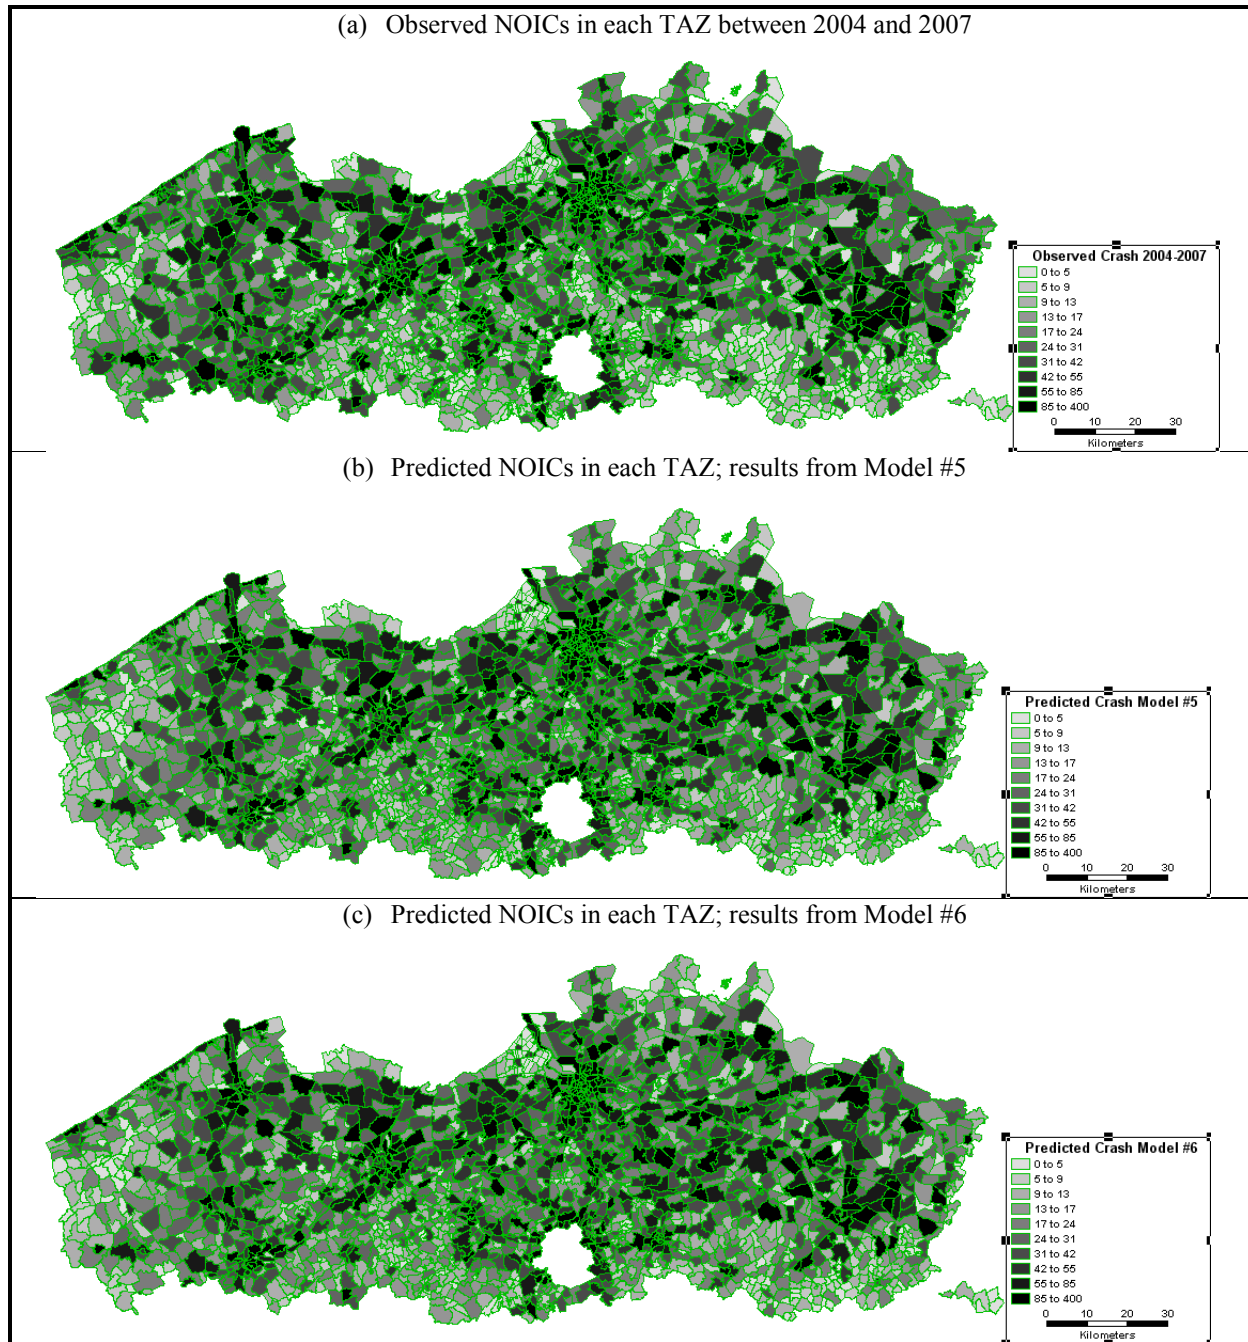 (a) Observed NOICs in each TAZ between 2004 and 2007
Observed Crash 2004-2007
0 to 5
5 to 9
9 to 13
13 to 17
17 to 24
24 to 31
31 to 42
42 to 55
55 to 85
85 to 400
0 10 20 30
Kilometers
(b) Predicted NOICs in each TAZ; results from Model #5
Predicted Crash Model #5
0 to 5
5 to 9
9 to 13
13 to 17
17 to 24
24 to 31
31 to 42
42 to 55
55 to 85
85 to 400
0 10 20 30
Kilometers
(c) Predicted NOICs in each TAZ; results from Model #6
Predicted Crash Model #6
0 to 5
5 to 9
9 to 13
13 to 17
17 to 24
24 to 31
31 to 42
42 to 55
55 to 85
85 to 400
0 10 20 30
Kilometers